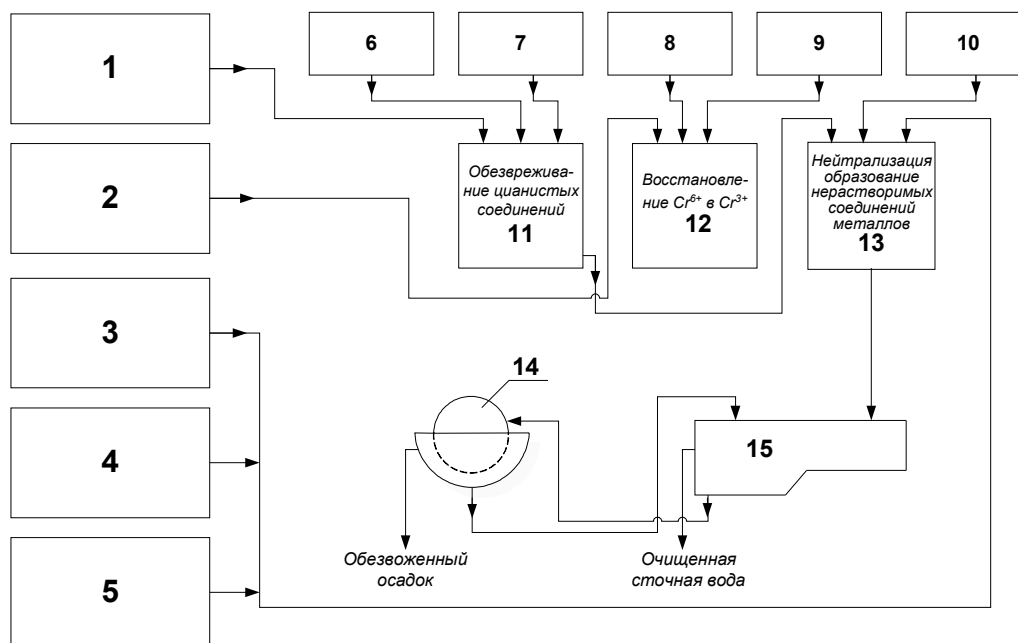 1
2
3
4
5
6
7
8
9
10
Обезврежива-
ние цианистых
соединений
11
Восстановле-
ние Cr⁶⁺ в Cr³⁺
12
Нейтрализация
образование
нерастворимых
соединений
металлов
13
14
15
Обезвоженный
осадок
Очищенная
сточная вода